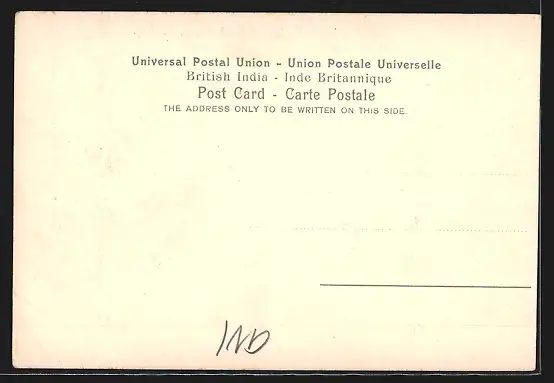 Universal Postal Union - Union Postale Universelle
British India - Inde Britannique
Post Card - Carte Postale
THE ADDRESS ONLY TO BE WRITTEN ON THIS SIDE.